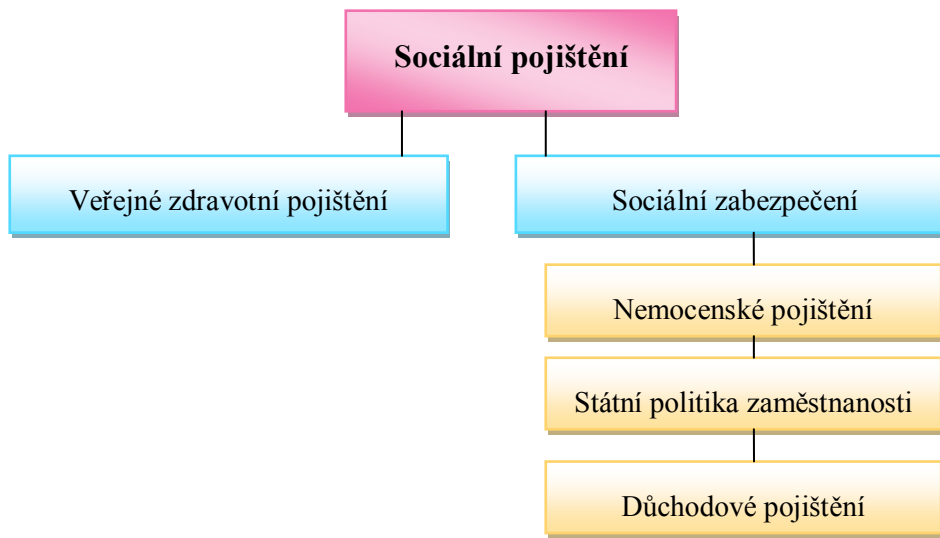 Sociální pojištění
Veřejné zdravotní pojištění
Sociální zabezpečení
Nemocenské pojištění
Státní politika zaměstnanosti
Důchodové pojištění